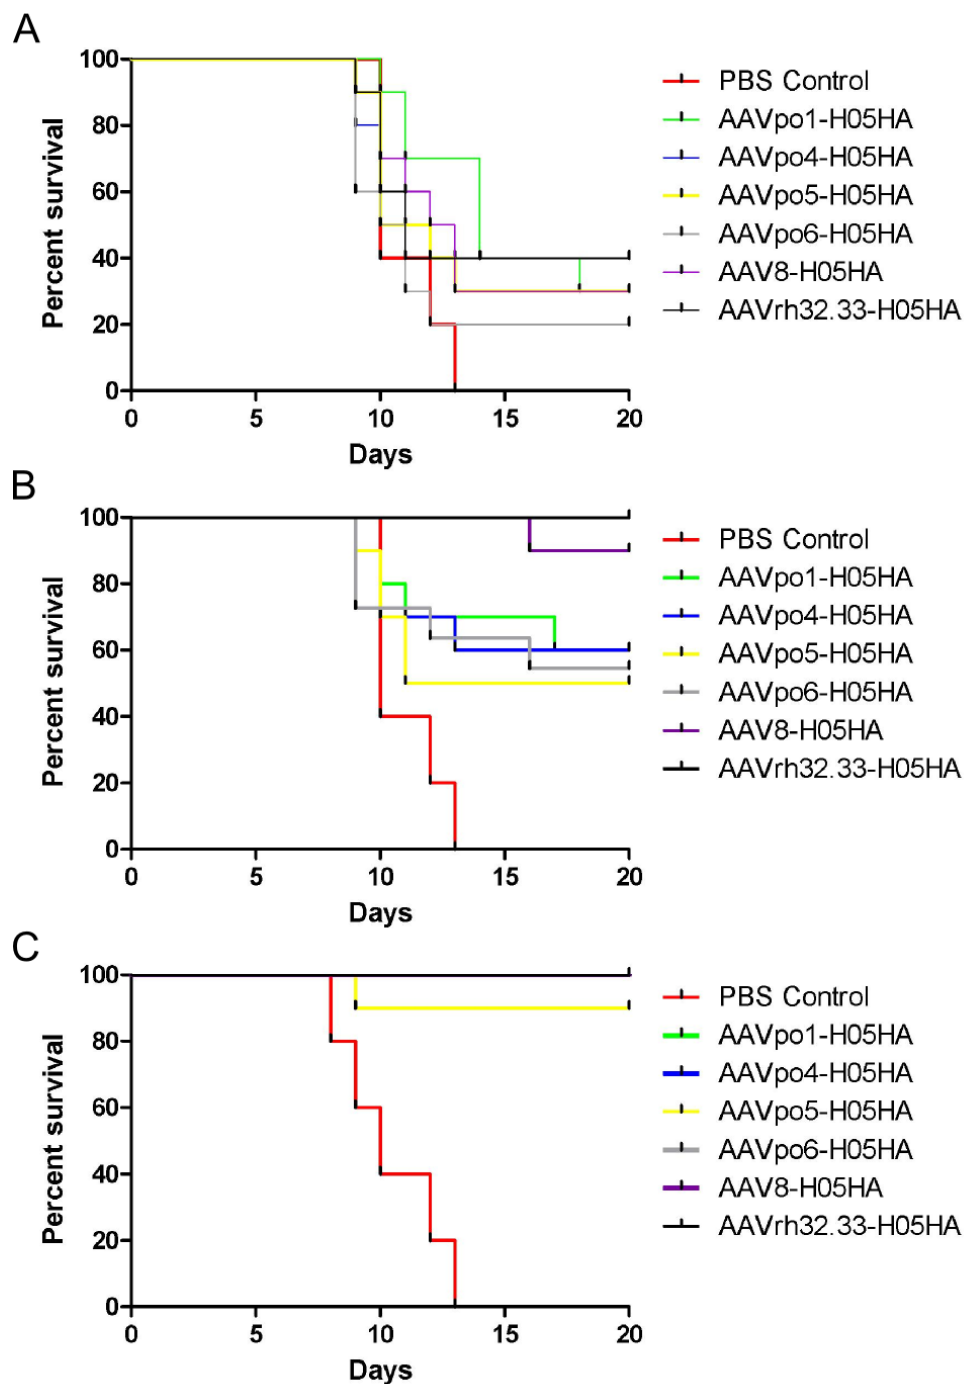 A
100
80
60
40
20
0
Percent survival
0 5 10 15 20
Days
PBS Control
AAVpo1-H05HA
AAVpo4-H05HA
AAVpo5-H05HA
AAVpo6-H05HA
AAV8-H05HA
AAVrh32.33-H05HA
B
100
80
60
40
20
0
Percent survival
0 5 10 15 20
Days
PBS Control
AAVpo1-H05HA
AAVpo4-H05HA
AAVpo5-H05HA
AAVpo6-H05HA
AAV8-H05HA
AAVrh32.33-H05HA
C
100
80
60
40
20
0
Percent survival
0 5 10 15 20
Days
PBS Control
AAVpo1-H05HA
AAVpo4-H05HA
AAVpo5-H05HA
AAVpo6-H05HA
AAV8-H05HA
AAVrh32.33-H05HA